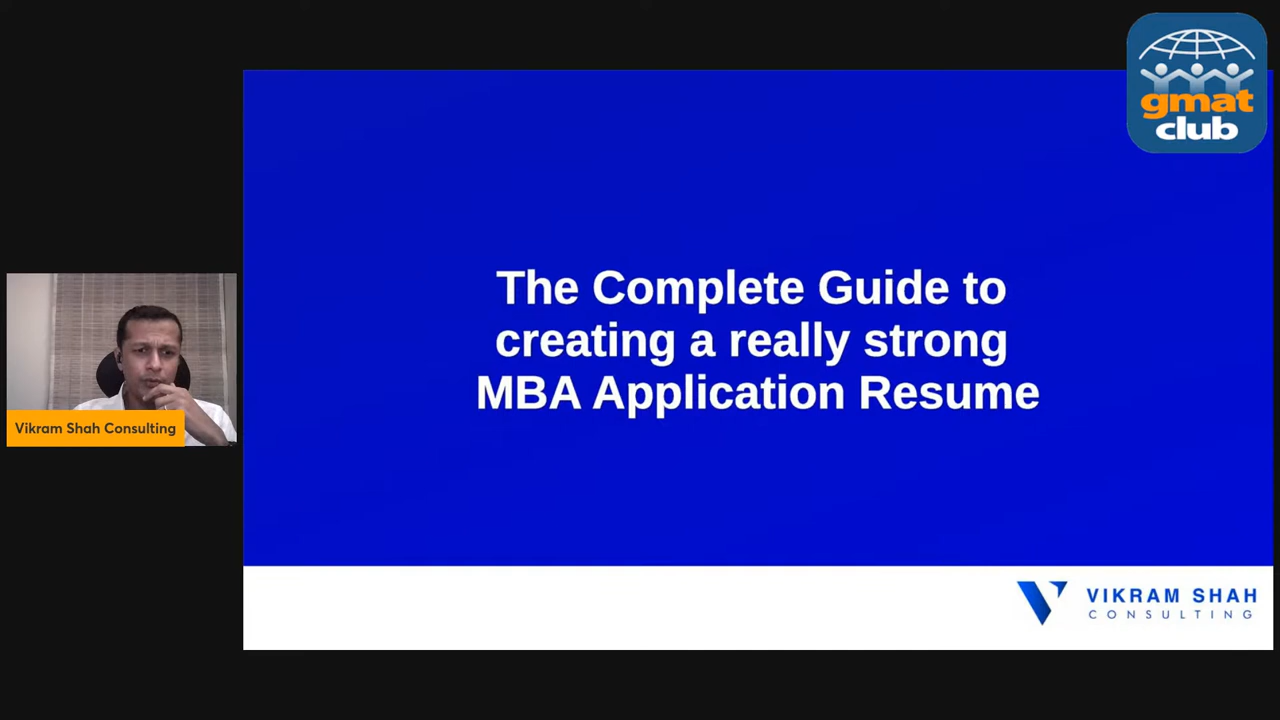 gmat
club
The Complete Guide to
creating a really strong
MBA Application Resume
Vikram Shah Consulting
VIKRAM SHAH
CONSULTING